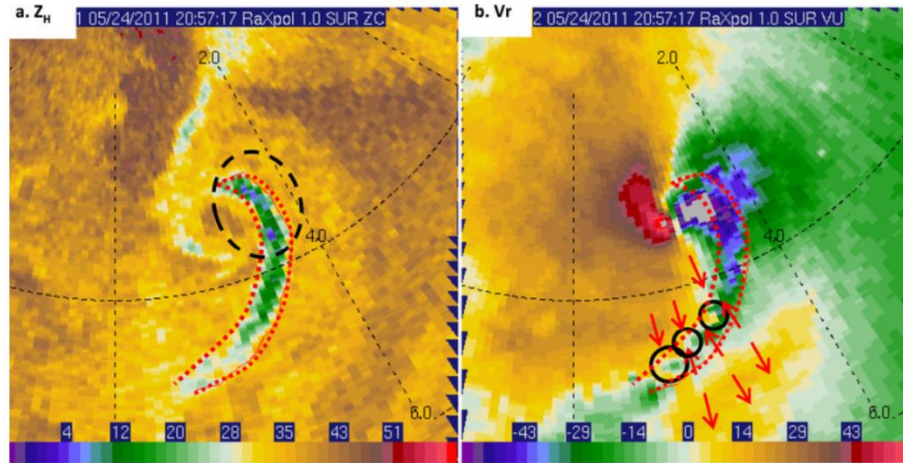 a. ZH
1 05/24/2011 20:57:17 RaXpol 1.0 SUR ZC
2.0
4.0
6.0
4 12 20 28 35 43 51
b. Vr
2 05/24/2011 20:57:17 RaXpol 1.0 SUR VU
2.0
4.0
6.0
-43 -29 -14 0 14 29 43